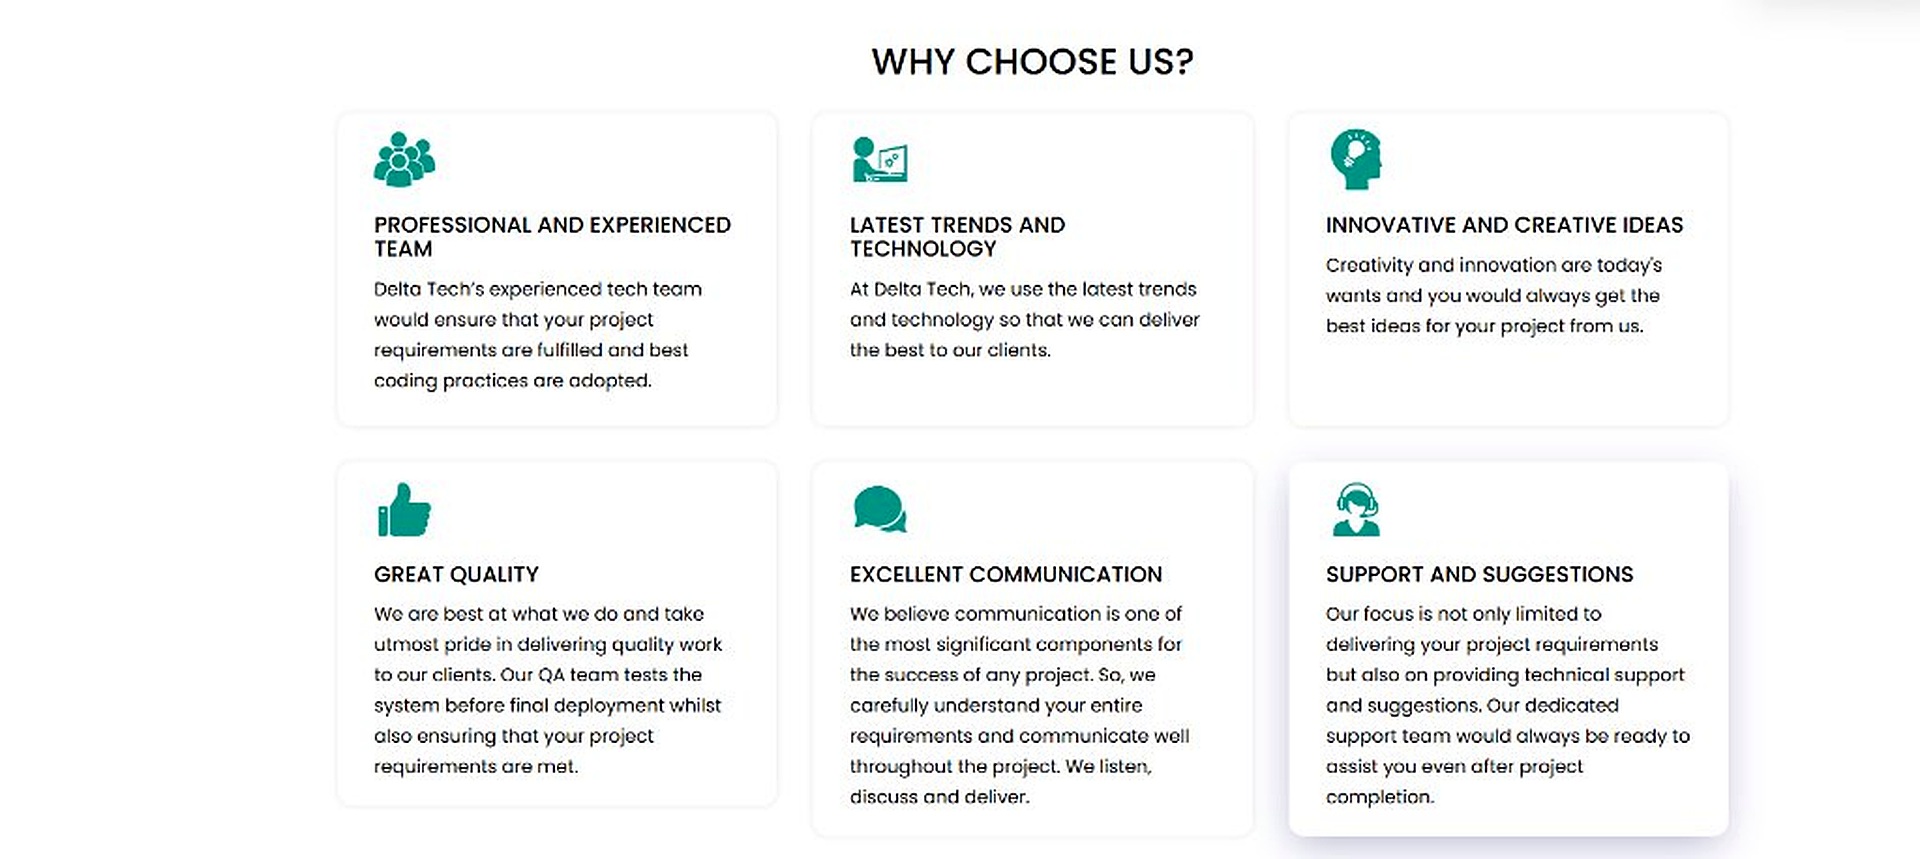 WHY CHOOSE US?
PROFESSIONAL AND EXPERIENCED
TEAM
Delta Tech's experienced tech team
would ensure that your project
requirements are fulfilled and best
coding practices are adopted.
LATEST TRENDS AND
TECHNOLOGY
At Delta Tech, we use the latest trends
and technology so that we can deliver
the best to our clients.
INNOVATIVE AND CREATIVE IDEAS
Creativity and innovation are today's
wants and you would always get the
best ideas for your project from us.
GREAT QUALITY
We are best at what we do and take
utmost pride in delivering quality work
to our clients. Our QA team tests the
system before final deployment whilst
also ensuring that your project
requirements are met.
EXCELLENT COMMUNICATION
We believe communication is one of
the most significant components for
the success of any project. So, we
carefully understand your entire
requirements and communicate well
throughout the project. We listen,
discuss and deliver.
SUPPORT AND SUGGESTIONS
Our focus is not only limited to
delivering your project requirements
but also on providing technical support
and suggestions. Our dedicated
support team would always be ready to
assist you even after project
completion.